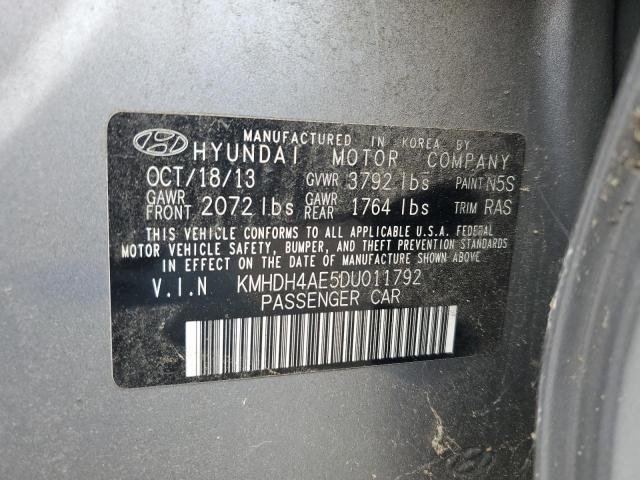 MANUFACTURED IN KOREA BY
HYUNDAI MOTOR COMPANY
OCT/18/13 GVWR 3792 lbs PAINT N5S
GAWR FRONT 2072 lbs GAWR REAR 1764 lbs TRIM RAS
THIS VEHICLE CONFORMS TO ALL APPLICABLE U.S.A. FEDERAL
MOTOR VEHICLE SAFETY, BUMPER, AND THEFT PREVENTION STANDARDS
IN EFFECT ON THE DATE OF MANUFACTURE SHOWN ABOVE.
V.I.N KMHDH4AE5DU011792
PASSENGER CAR